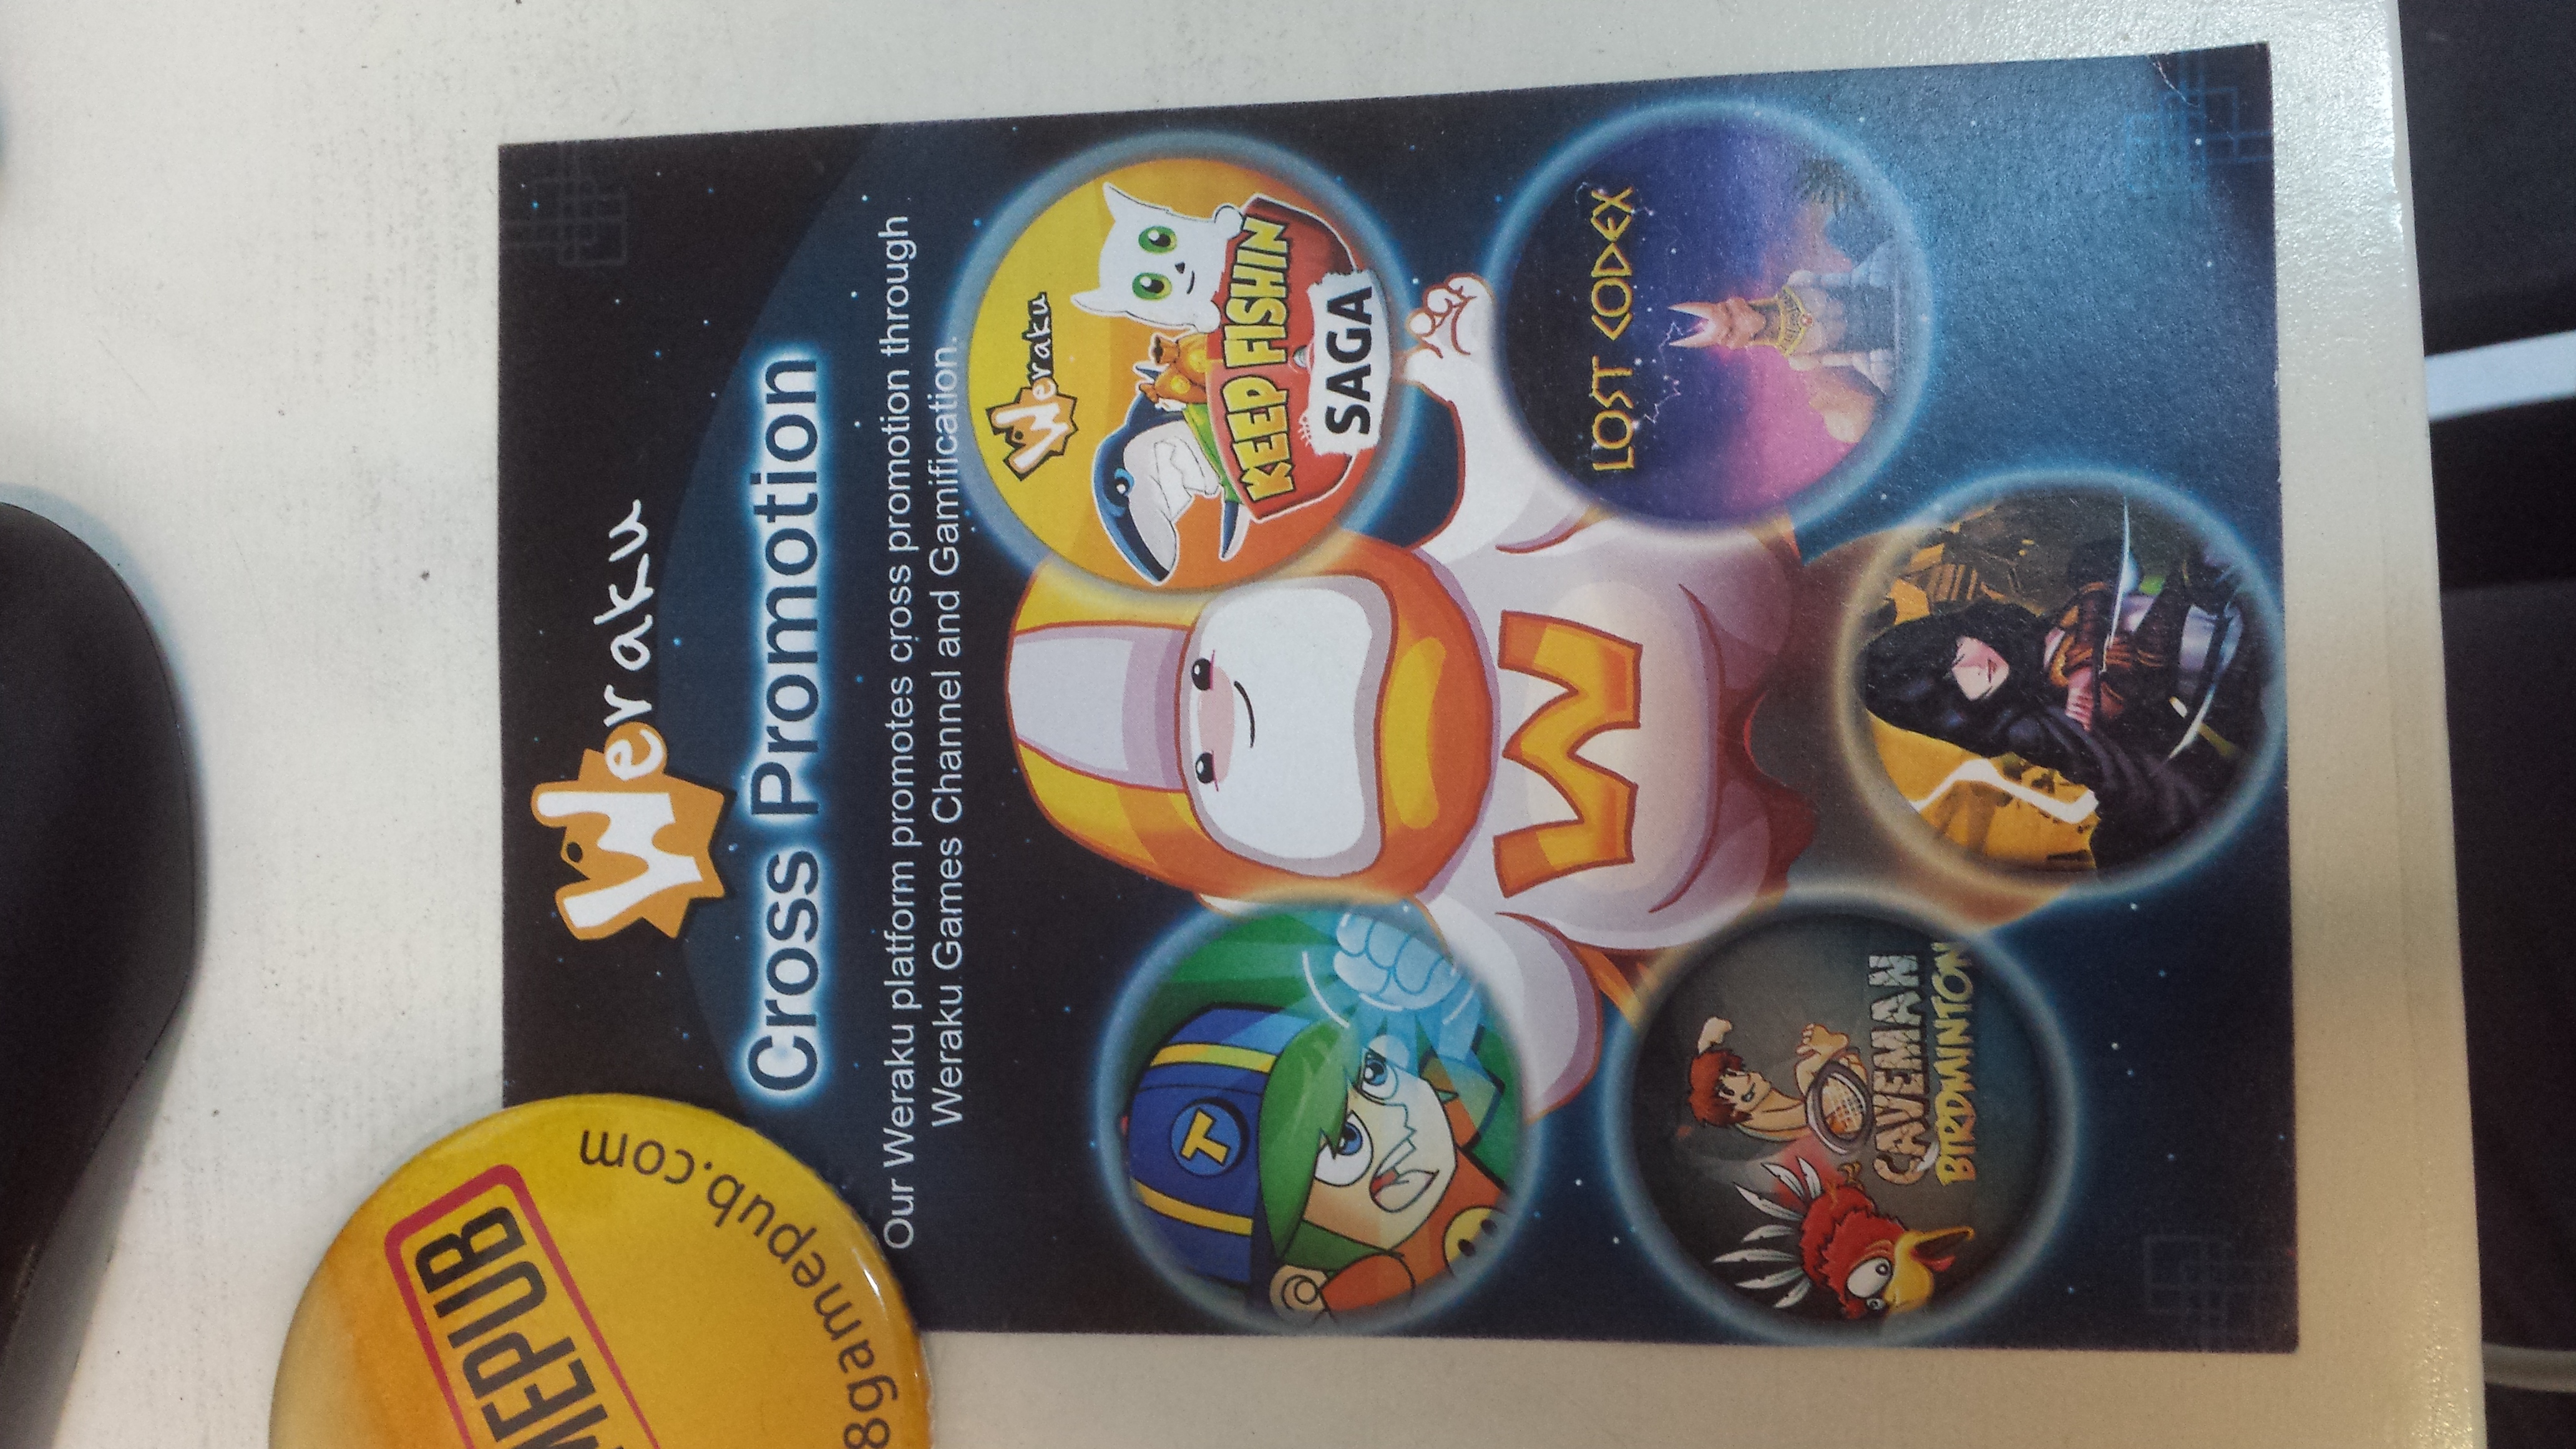 MEPUB
8gamepub.com
Weraku
Cross Promotion
Our Weraku platform promotes cross promotion through
Weraku Games Channel and Gamification.
T
Weraku
KEEP FISHIN
SAGA
W
CAVEMAN
BIRDMINTON
LOST CODEX